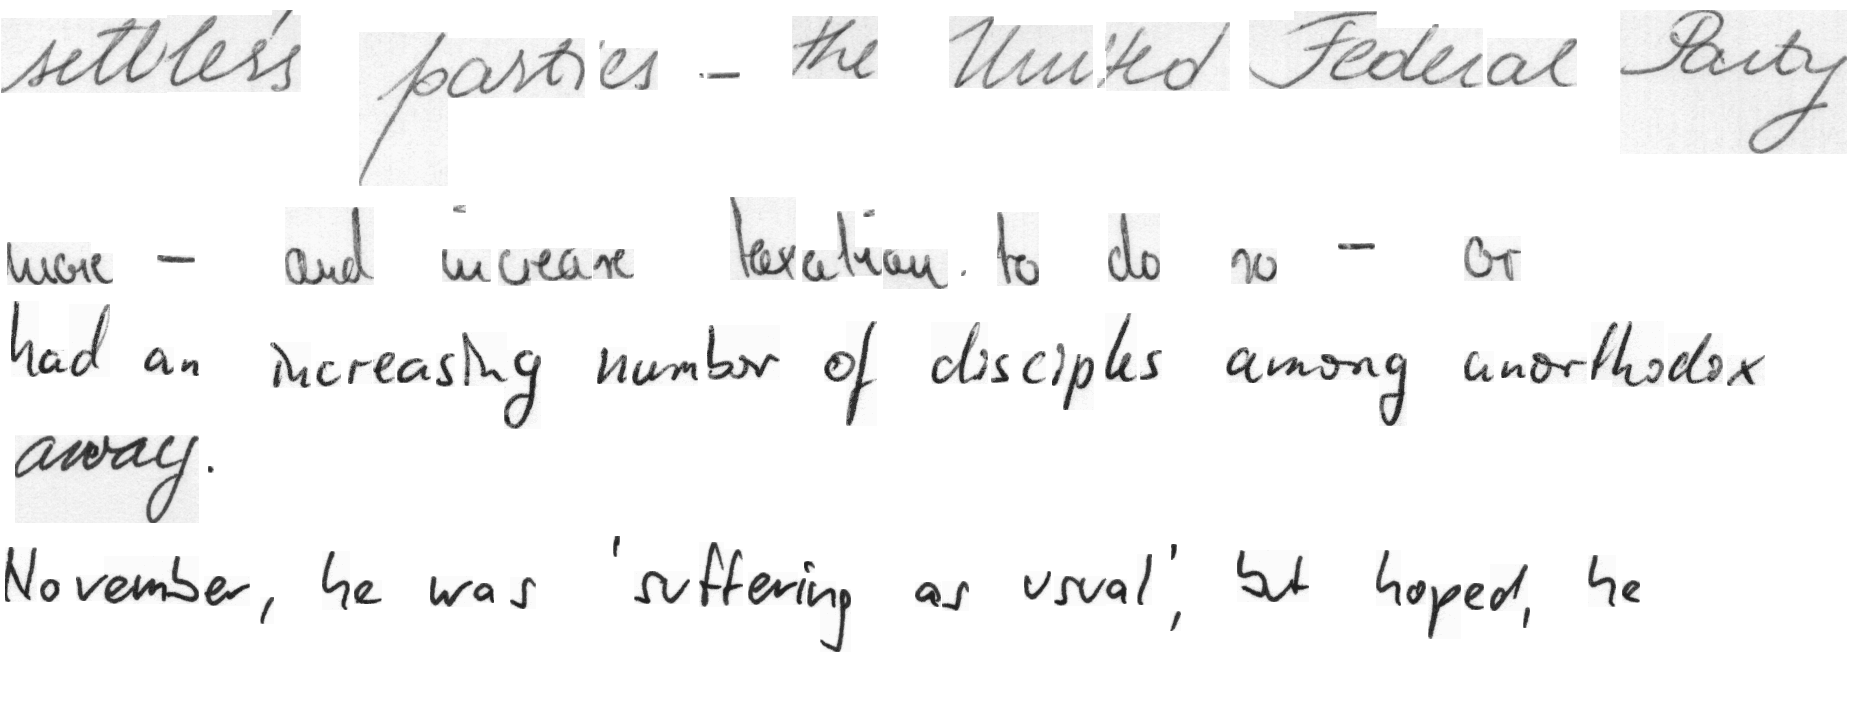 settler's parties - the United Federal Party
more - and increase taxation to do so - or
had an increasing number of disciples among unorthodox
away.
November, he was 'suffering as usual', but hoped, he